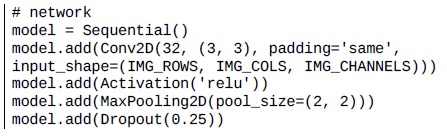 # network
model = Sequential()
model.add(Conv2D(32, (3, 3), padding='same',
input_shape=(IMG_ROWS, IMG_COLS, IMG_CHANNELS)))
model.add(Activation('relu'))
model.add(MaxPooling2D(pool_size=(2, 2)))
model.add(Dropout(0.25))